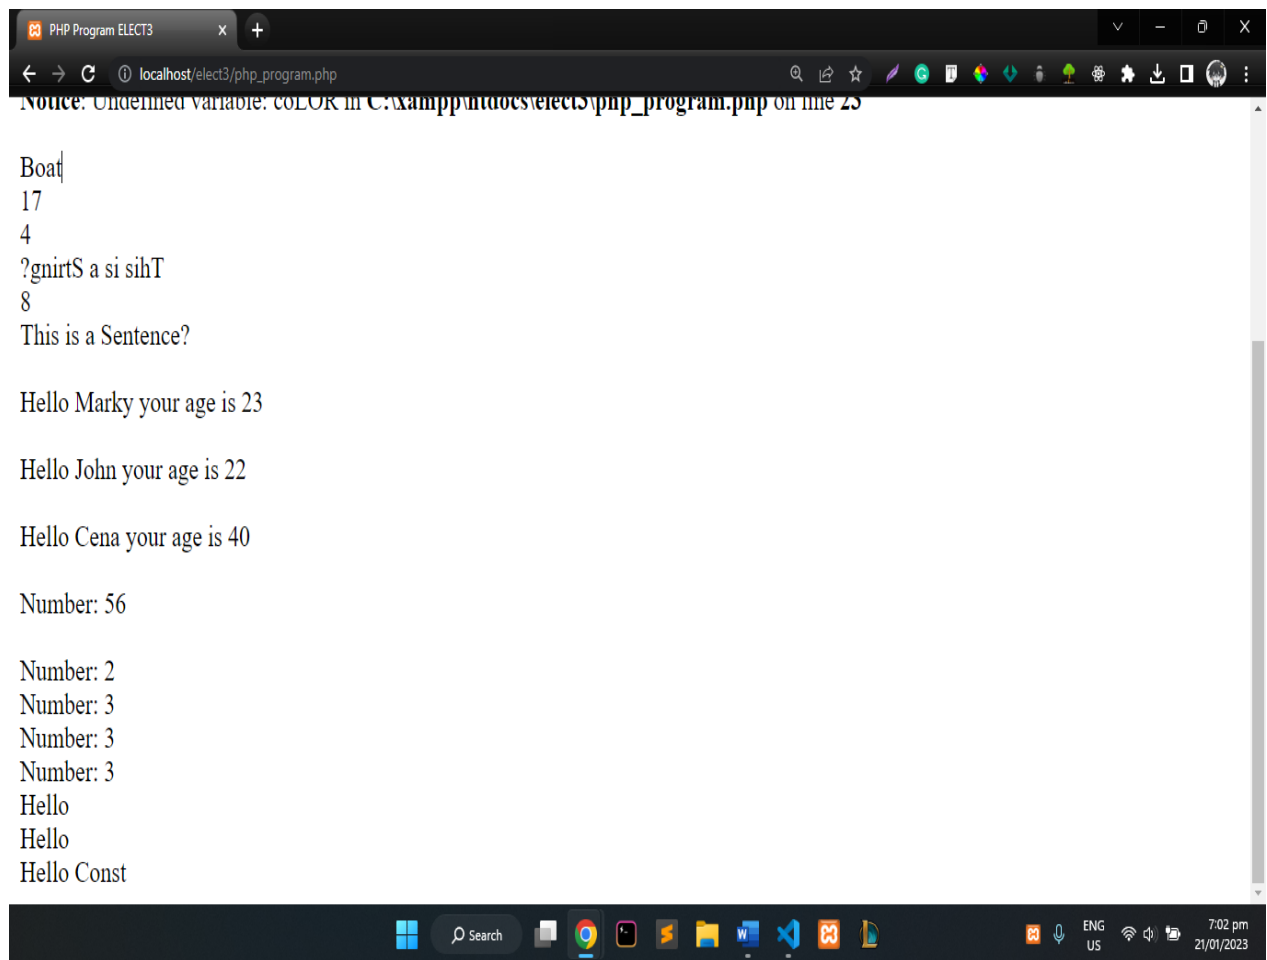 PHP Program ELECT3
localhost/elect3/php_program.php
Notice: Undefined variable: coLOR in C:\xampp\htdocs\elect3\php_program.php on line 23
Boat
17
4
?gnirtS a si sihT
8
This is a Sentence?
Hello Marky your age is 23
Hello John your age is 22
Hello Cena your age is 40
Number: 56
Number: 2
Number: 3
Number: 3
Number: 3
Hello
Hello
Hello Const
Search
ENG
US
7:02 pm
21/01/2023